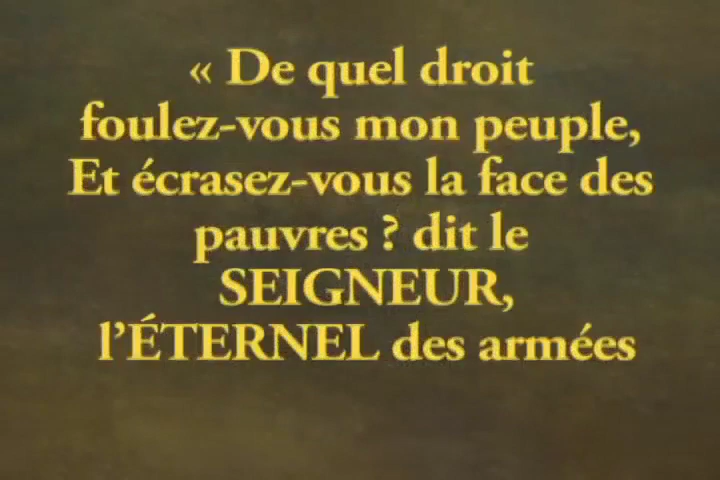 « De quel droit
foulez-vous mon peuple,
Et écrasez-vous la face des
pauvres ? dit le
SEIGNEUR,
l’ÉTERNEL des armées